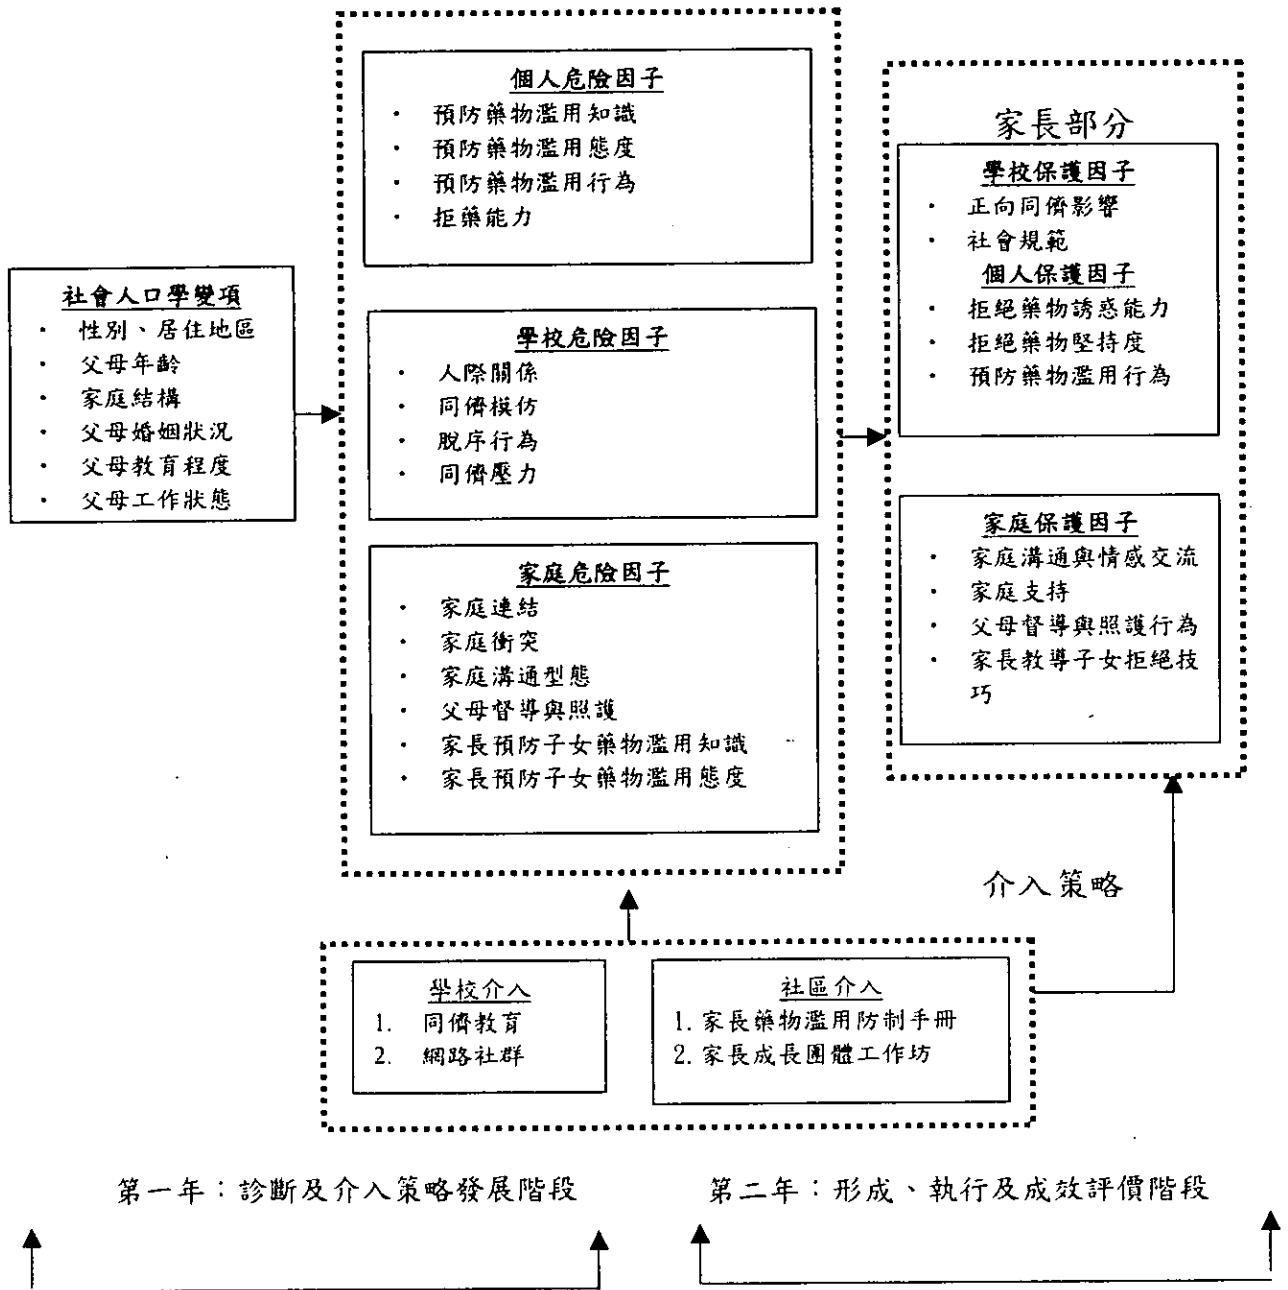 個人危險因子
· 預防藥物濫用知識
· 預防藥物濫用態度
· 預防藥物濫用行為
· 拒藥能力
社會人口學變項
· 性別、居住地區
· 父母年齡
· 家庭結構
· 父母婚姻狀況
· 父母教育程度
· 父母工作狀態
學校危險因子
· 人際關係
· 同儕模仿
· 脫序行為
· 同儕壓力
家庭危險因子
· 家庭連結
· 家庭衝突
· 家庭溝通型態
· 父母督導與照護
· 家長預防子女藥物濫用知識
· 家長預防子女藥物濫用態度
家長部分
學校保護因子
· 正向同儕影響
· 社會規範
個人保護因子
· 拒絕藥物誘惑能力
· 拒絕藥物堅持度
· 預防藥物濫用行為
家庭保護因子
· 家庭溝通與情感交流
· 家庭支持
· 父母督導與照護行為
· 家長教導子女拒絕技
巧
介入策略
學校介入
1. 同儕教育
2. 網路社群
社區介入
1. 家長藥物濫用防制手冊
2. 家長成長團體工作坊
第一年：診斷及介入策略發展階段
第二年：形成、執行及成效評價階段